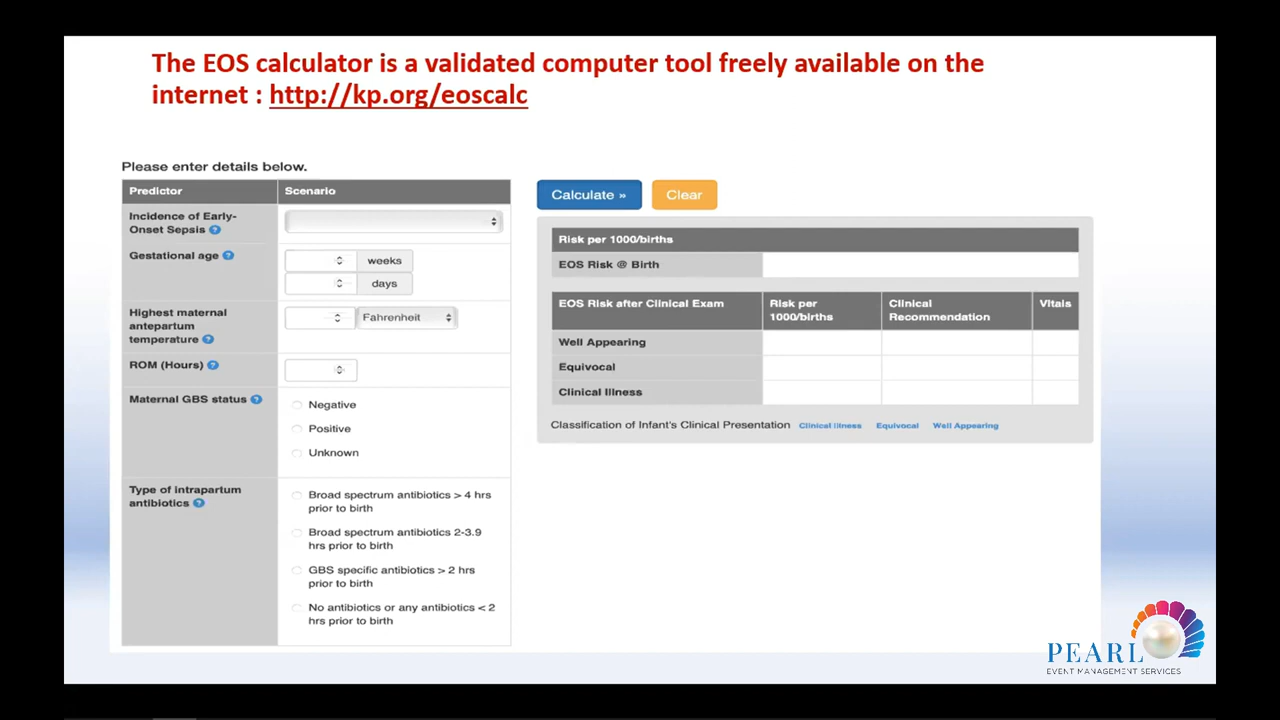 The EOS calculator is a validated computer tool freely available on the
internet : http://kp.org/eoscalc
Please enter details below.
Predictor Scenario
Incidence of Early-
Onset Sepsis ?
Gestational age ?
weeks
days
Highest maternal
antepartum
temperature ?
Fahrenheit
ROM (Hours) ?
Maternal GBS status ?
Negative
Positive
Unknown
Type of intrapartum
antibiotics ?
Broad spectrum antibiotics > 4 hrs
prior to birth
Broad spectrum antibiotics 2-3.9
hrs prior to birth
GBS specific antibiotics > 2 hrs
prior to birth
No antibiotics or any antibiotics < 2
hrs prior to birth
Calculate » Clear
Risk per 1000/births
EOS Risk @ Birth
EOS Risk after Clinical Exam
Risk per
1000/births
Clinical
Recommendation
Vitals
Well Appearing
Equivocal
Clinical Illness
Classification of Infant's Clinical Presentation Clinical Illness Equivocal Well Appearing
PEARL
EVENT MANAGEMENT SERVICES